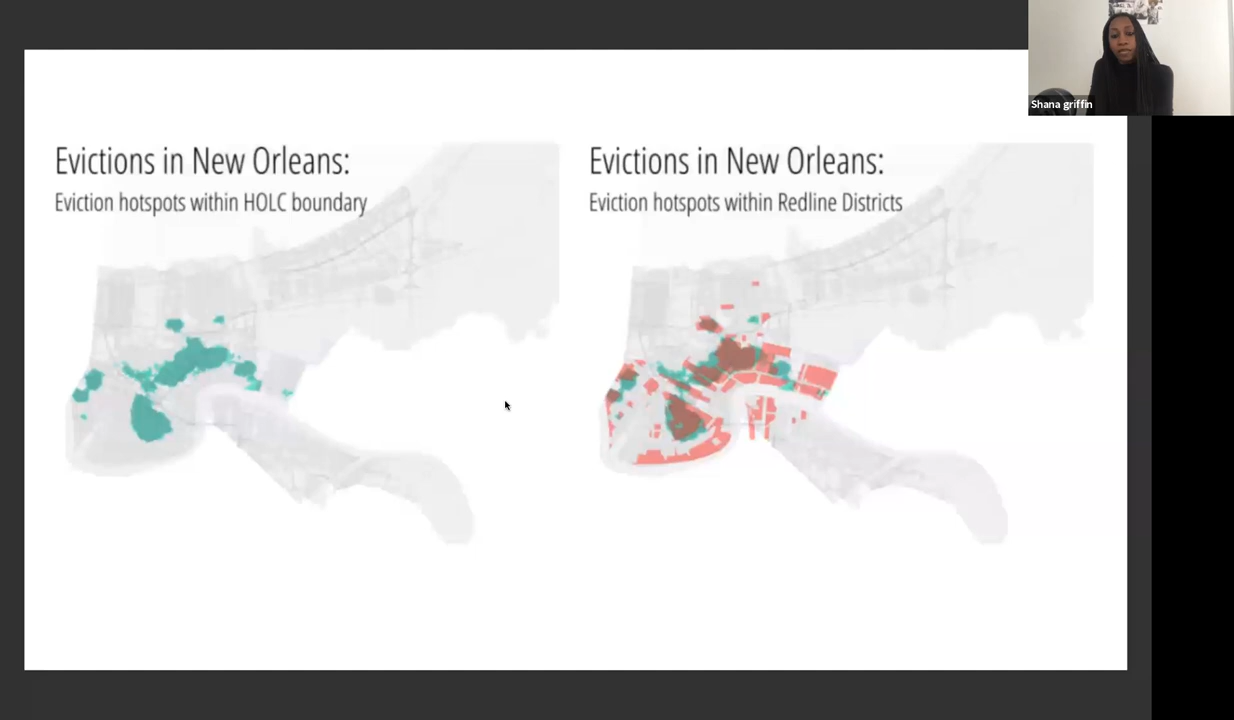 Shana griffin
Evictions in New Orleans:
Eviction hotspots within HOLC boundary
Evictions in New Orleans:
Eviction hotspots within Redline Districts